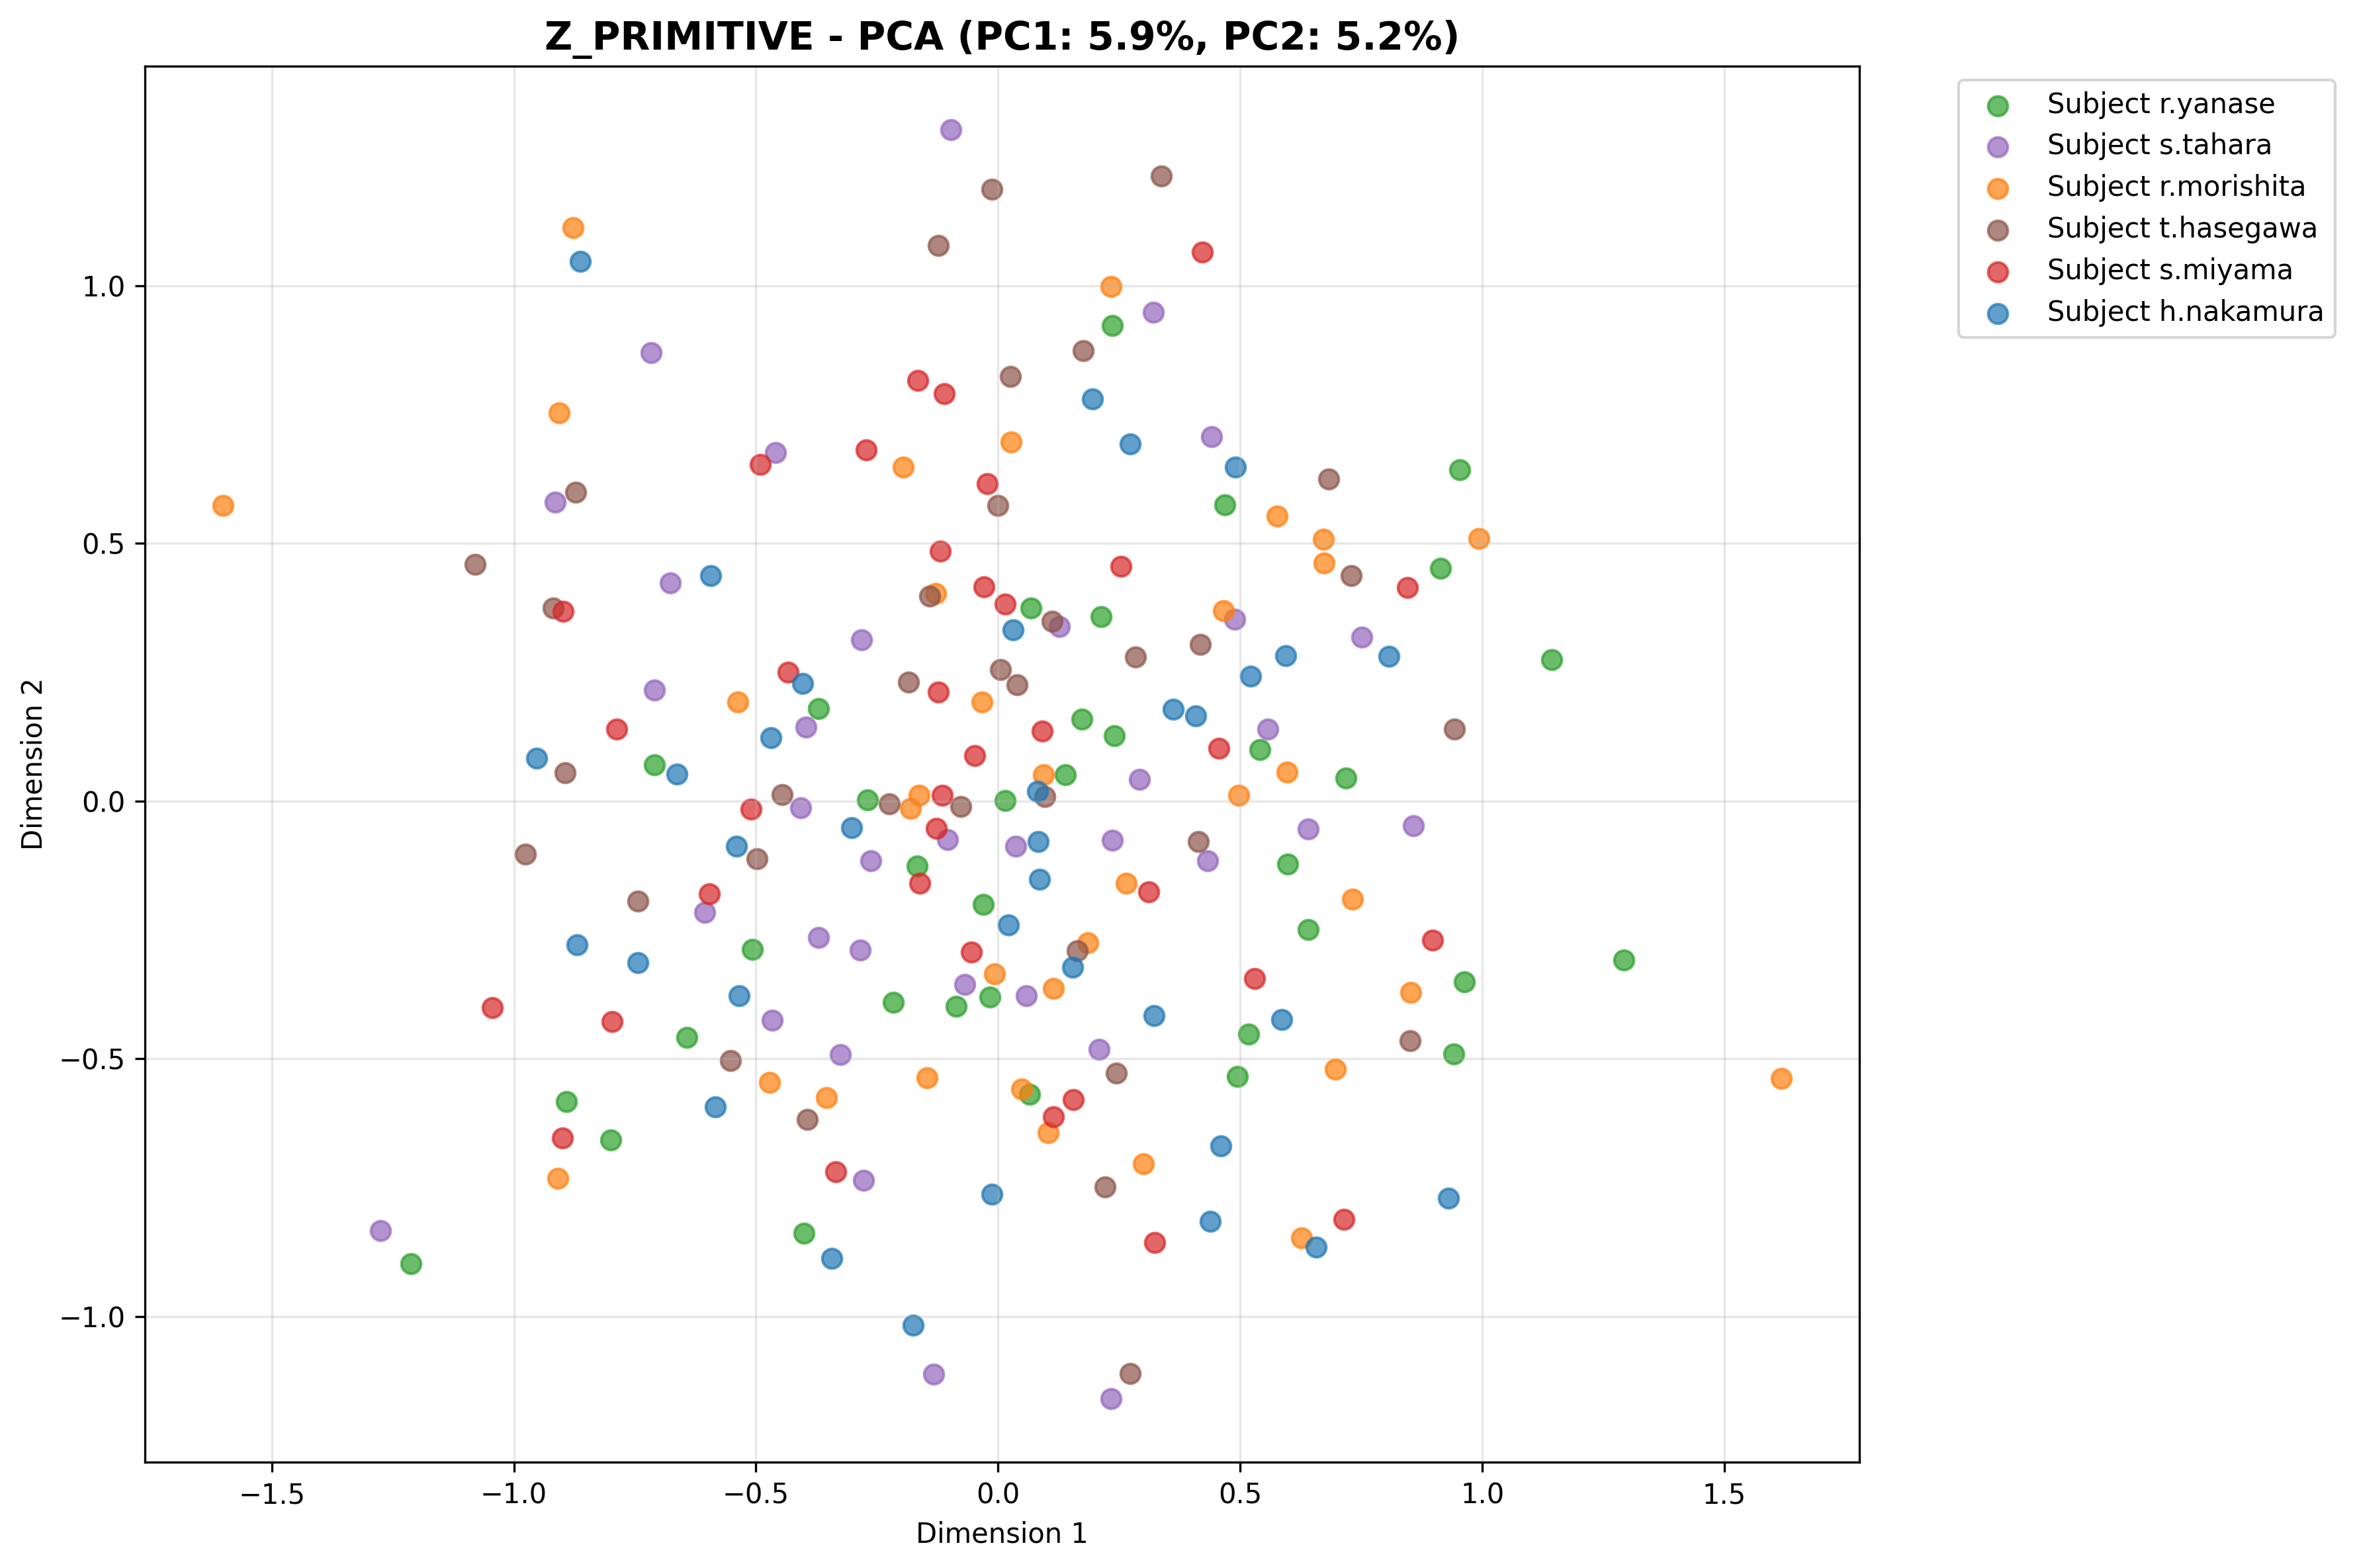 Z_PRIMITIVE - PCA (PC1: 5.9%, PC2: 5.2%)
Subject r.yanase
Subject s.tahara
Subject r.morishita
Subject t.hasegawa
Subject s.miyama
Subject h.nakamura
Dimension 2
1.0
0.5
0.0
−0.5
−1.0
−1.5
−1.0
−0.5
0.0
0.5
1.0
1.5
Dimension 1